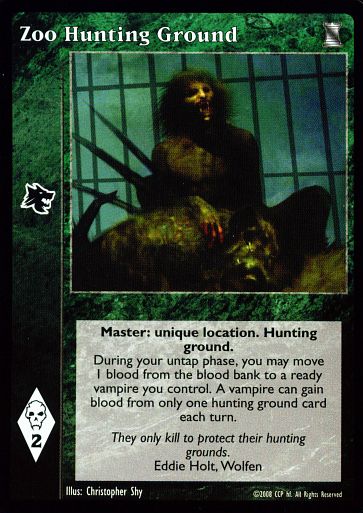 Zoo Hunting Ground
Master: unique location. Hunting
ground.
During your untap phase, you may move
1 blood from the blood bank to a ready
vampire you control. A vampire can gain
blood from only one hunting ground card
each turn.
They only kill to protect their hunting
grounds.
Eddie Holt, Wolfen
2
Illus: Christopher Shy
©2008 CCP hf. All Rights Reserved